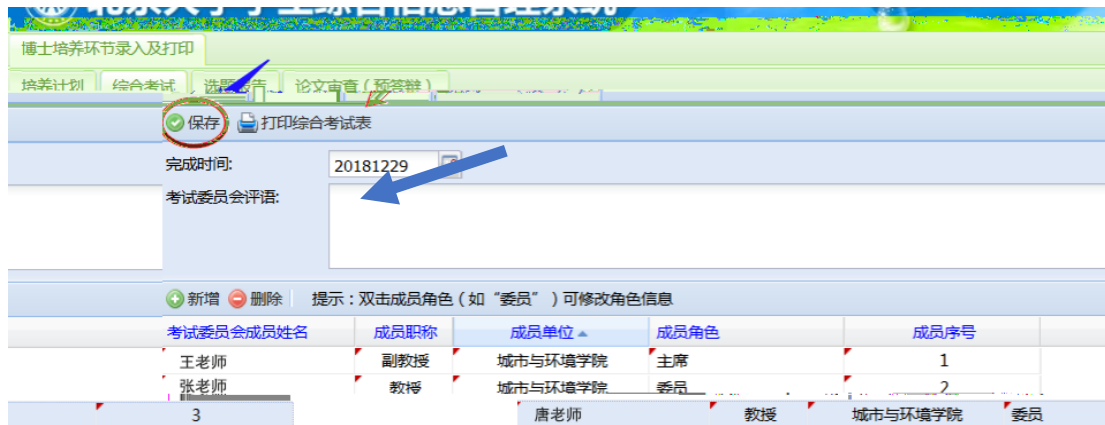 博士培养环节录入及打印
培养计划 综合考试 选题报告 论文审查（预答辩）
保存 打印综合考试表
完成时间: 20181229
考试委员会评语:
新增 删除 提示：双击成员角色（如“委员”）可修改角色信息
考试委员会成员姓名 成员职称 成员单位 成员角色 成员序号
王老师 副教授 城市与环境学院 主席 1
张老师 教授 城市与环境学院 委员 2
3 唐老师 教授 城市与环境学院 委员